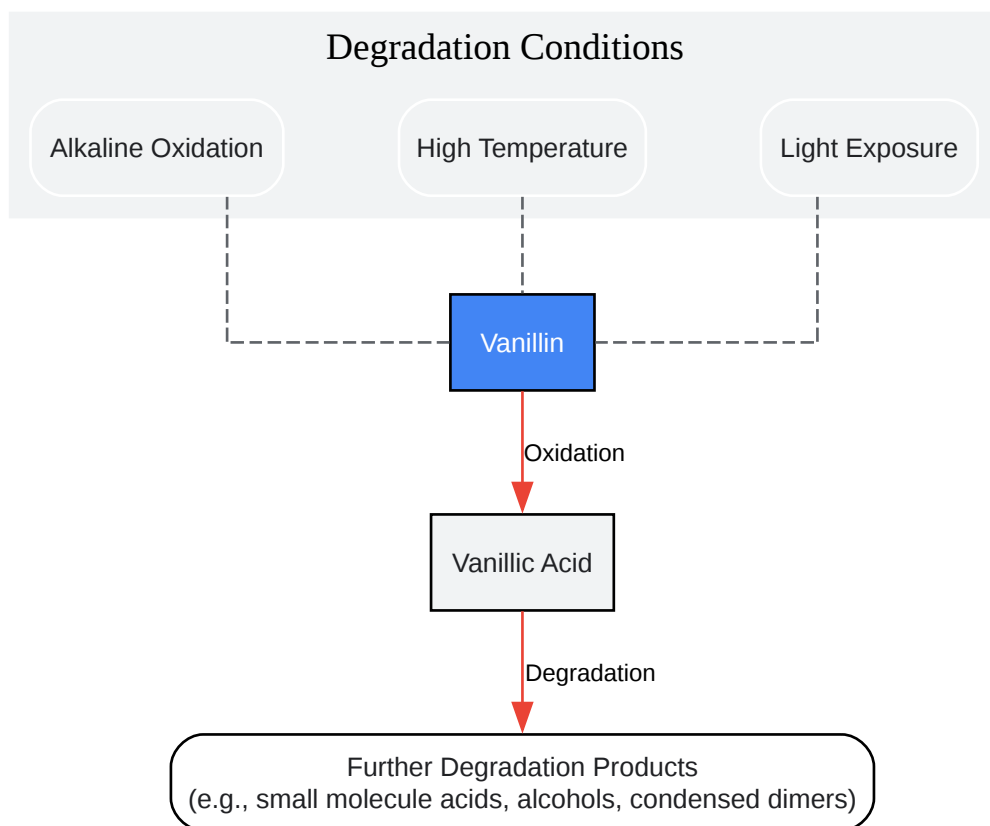 Degradation Conditions
Alkaline Oxidation
High Temperature
Light Exposure
Vanillin
Oxidation
Vanillic Acid
Degradation
Further Degradation Products
(e.g., small molecule acids, alcohols, condensed dimers)